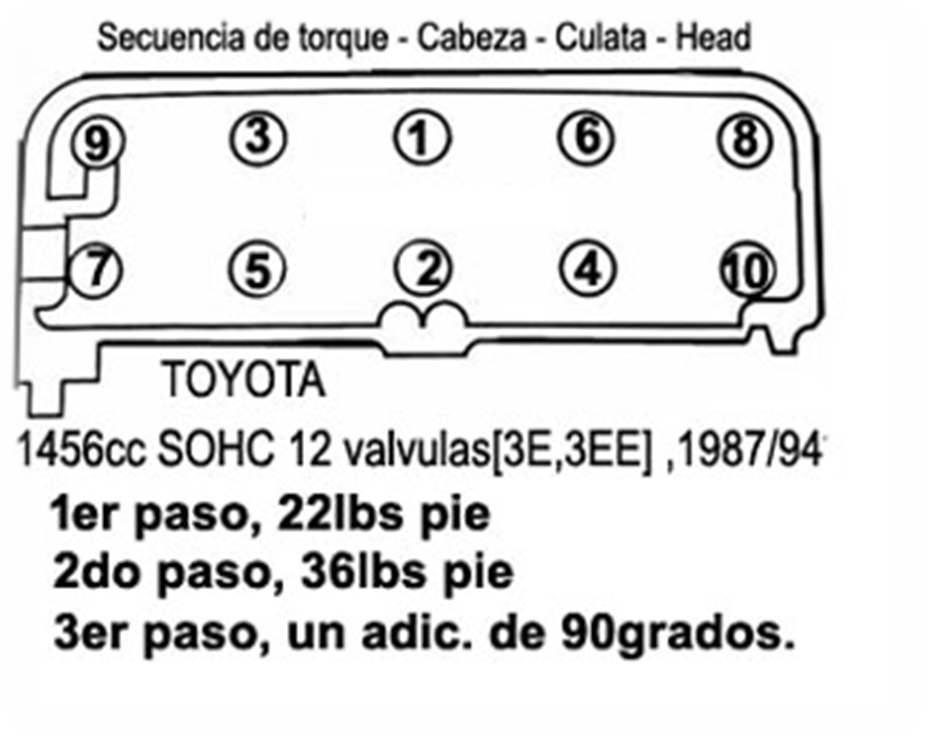 Secuencia de torque - Cabeza - Culata - Head
9 3 1 6 8
7 5 2 4 10
TOYOTA
1456cc SOHC 12 valvulas[3E,3EE] ,1987/94
1er paso, 22lbs pie
2do paso, 36lbs pie
3er paso, un adic. de 90grados.